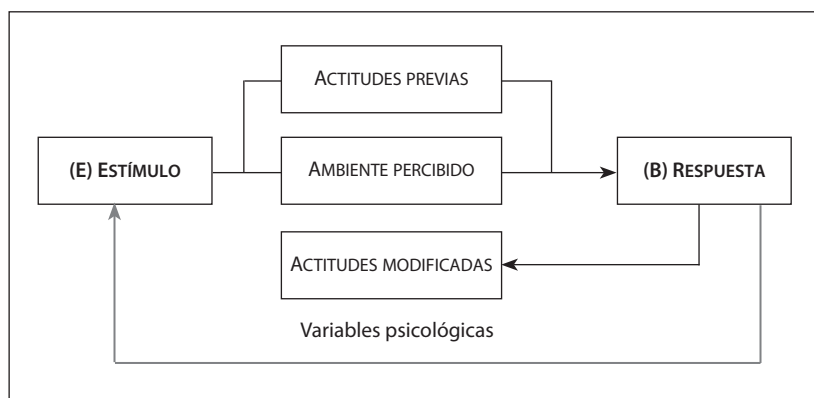 ACTITUDES PREVIAS
(E) ESTÍMULO
AMBIENTE PERCIBIDO
(B) RESPUESTA
ACTITUDES MODIFICADAS
Variables psicológicas